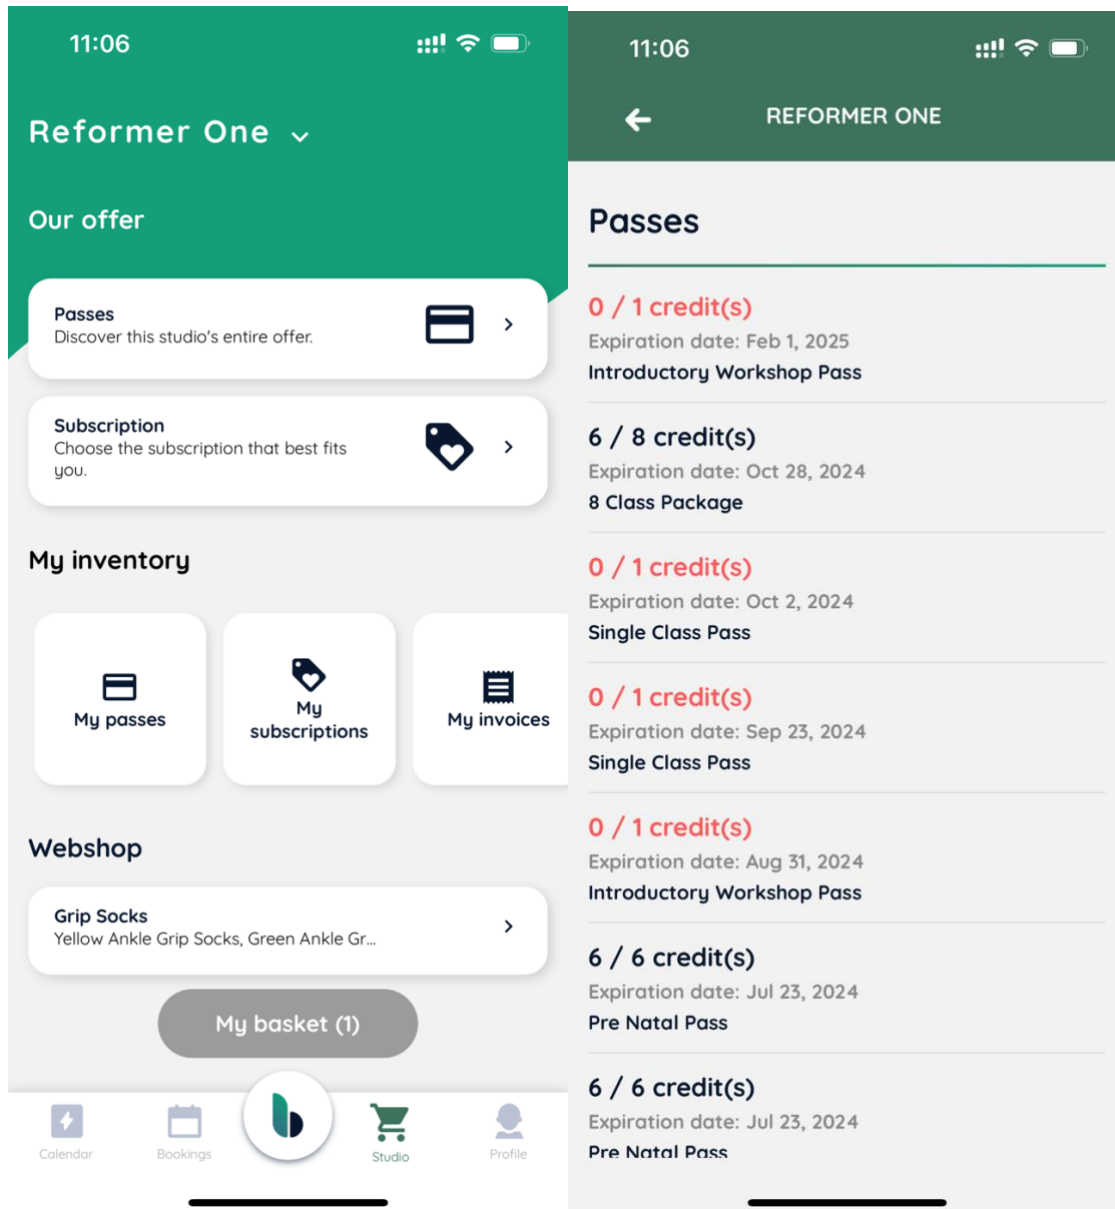 11:06
Reformer One
Our offer
Passes
Discover this studio's entire offer.
Subscription
Choose the subscription that best fits
you.
My inventory
My passes
My
subscriptions
My invoices
Webshop
Grip Socks
Yellow Ankle Grip Socks, Green Ankle Gr...
My basket (1)
Calendar
Bookings
Studio
Profile
11:06
REFORMER ONE
Passes
0 / 1 credit(s)
Expiration date: Feb 1, 2025
Introductory Workshop Pass
6 / 8 credit(s)
Expiration date: Oct 28, 2024
8 Class Package
0 / 1 credit(s)
Expiration date: Oct 2, 2024
Single Class Pass
0 / 1 credit(s)
Expiration date: Sep 23, 2024
Single Class Pass
0 / 1 credit(s)
Expiration date: Aug 31, 2024
Introductory Workshop Pass
6 / 6 credit(s)
Expiration date: Jul 23, 2024
Pre Natal Pass
6 / 6 credit(s)
Expiration date: Jul 23, 2024
Pre Natal Pass